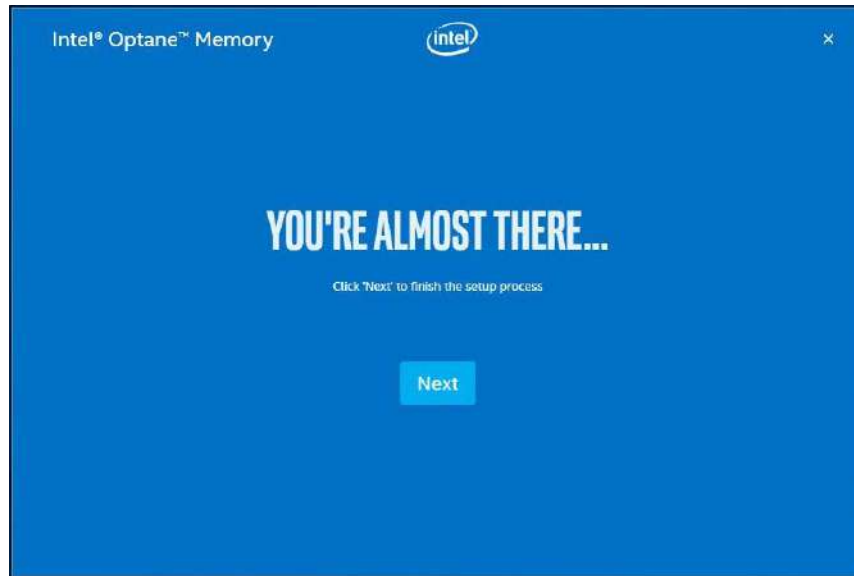 Intel® Optane™ Memory
intel
×
YOU'RE ALMOST THERE...
Click 'Next' to finish the setup process
Next